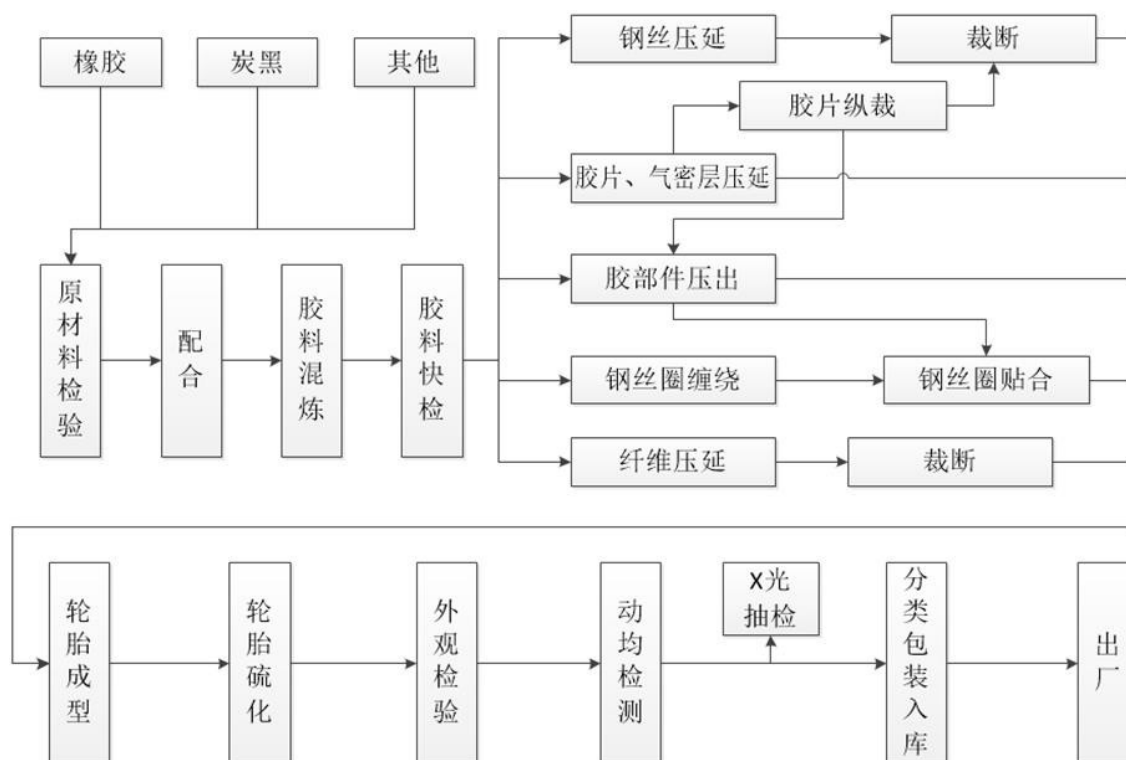 橡胶
炭黑
其他
钢丝压延
裁断
胶片纵裁
胶片、气密层压延
原材料检验
配合
胶料混炼
胶料快检
胶部件压出
钢丝圈缠绕
钢丝圈贴合
纤维压延
裁断
轮胎成型
轮胎硫化
外观检验
动均检测
X光
抽检
分类包装入库
出厂